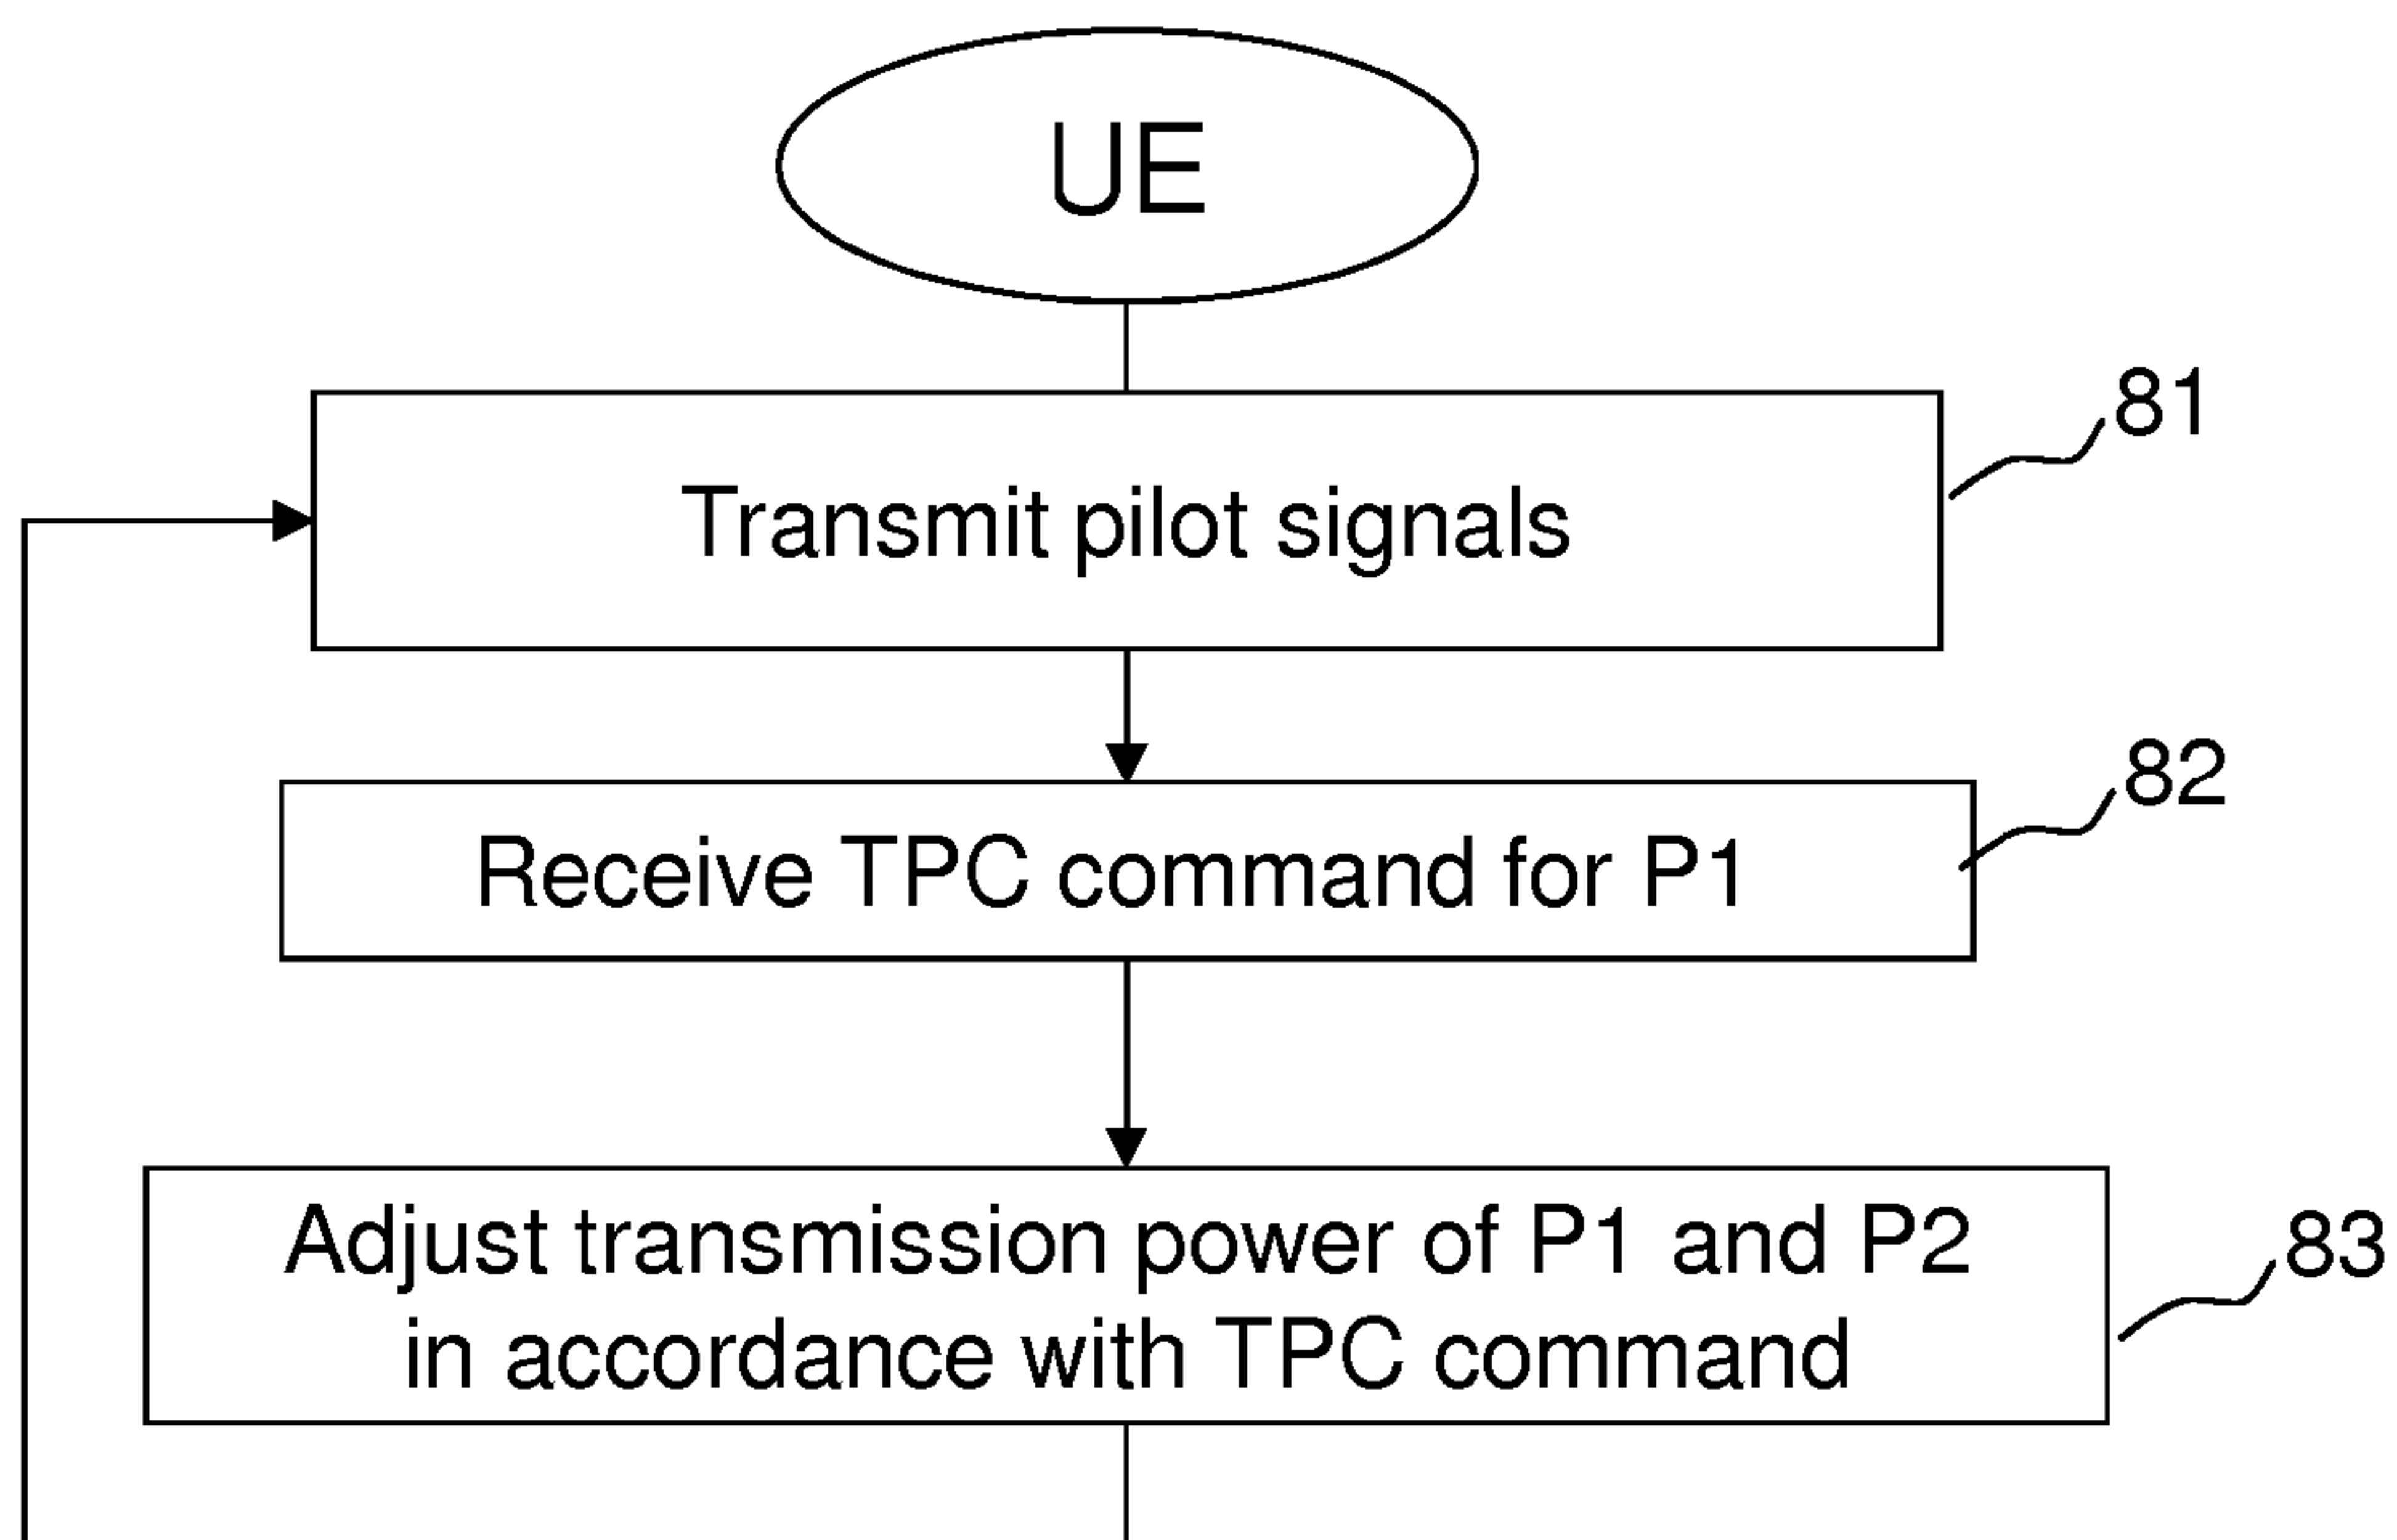 UE
81
Transmit pilot signals
82
Receive TPC command for P1
83
Adjust transmission power of P1 and P2
in accordance with TPC command